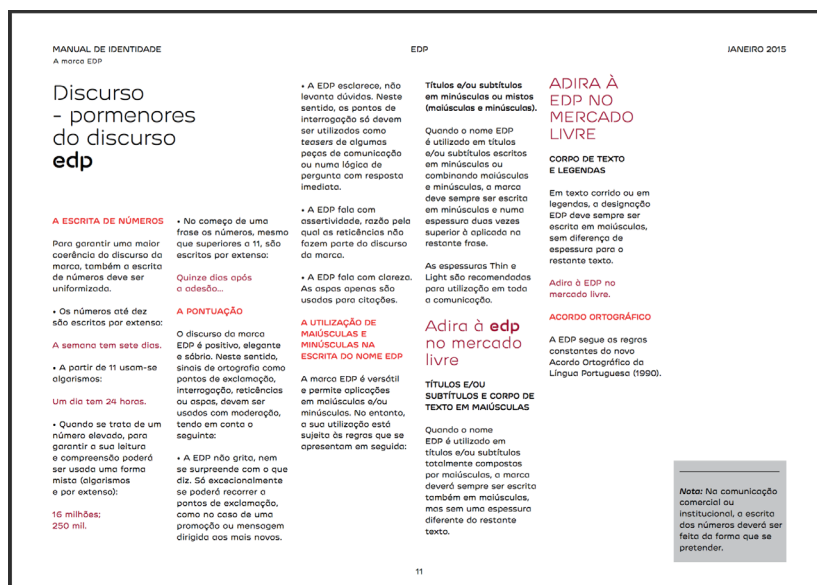 MANUAL DE IDENTIDADE
A marca EDP
EDP
JANEIRO 2015
Discurso
- pormenores
do discurso
edp
A ESCRITA DE NÚMEROS
Para garantir uma maior
coerência do discurso da
marca, também a escrita
de números deve ser
uniformizada.
• Os números até dez
são escritos por extenso:
A semana tem sete dias.
• A partir de 11 usam-se
algarismos:
Um dia tem 24 horas.
• Quando se trata de um
número elevado, para
garantir a sua leitura
e compreensão poderá
ser usada uma forma
mista (algarismos
e por extenso):
16 milhões;
250 mil.
• No começo de uma
frase os números, mesmo
que superiores a 11, são
escritos por extenso:
Quinze dias após
a adesão...
A PONTUAÇÃO
O discurso da marca
EDP é positivo, elegante
e sóbrio. Neste sentido,
sinais de ortografia como
pontos de exclamação,
interrogação, reticências
ou aspas, devem ser
usados com moderação,
tendo em conta o
seguinte:
• A EDP não grita, nem
se surpreende com o que
diz. Só excecionalmente
se poderá recorrer a
pontos de exclamação,
como no caso de uma
promoção ou mensagem
dirigida aos mais novos.
• A EDP esclarece, não
levanta dúvidas. Neste
sentido, os pontos de
interrogação só devem
ser utilizados como
teasers de algumas
peças de comunicação
ou numa lógica de
pergunta com resposta
imediata.
• A EDP fala com
assertividade, razão pela
qual as reticências não
fazem parte do discurso
da marca.
• A EDP fala com clareza.
As aspas apenas são
usadas para citações.
A UTILIZAÇÃO DE
MAIÚSCULAS E
MINÚSCULAS NA
ESCRITA DO NOME EDP
A marca EDP é versátil
e permite aplicações
em maiúsculas e/ou
minúsculas. No entanto,
a sua utilização está
sujeita às regras que se
apresentam em seguida:
Títulos e/ou subtítulos
em minúsculas ou mistos
(maiúsculas e minúsculas).
Quando o nome EDP
é utilizado em títulos
e/ou subtítulos escritos
em minúsculas ou
combinando maiúsculas
e minúsculas, a marca
deve sempre ser escrita
em minúsculas e numa
espessura duas vezes
superior à aplicada na
restante frase.
As espessuras Thin e
Light são recomendadas
para utilização em toda
a comunicação.
Adira à edp
no mercado
livre
TÍTULOS E/OU
SUBTÍTULOS E CORPO DE
TEXTO EM MAIÚSCULAS
Quando o nome
EDP é utilizado em
títulos e/ou subtítulos
totalmente compostos
por maiúsculas, a marca
deverá sempre ser escrita
também em maiúsculas,
mas sem uma espessura
diferente do restante
texto.
ADIRA À
EDP NO
MERCADO
LIVRE
CORPO DE TEXTO
E LEGENDAS
Em texto corrido ou em
legendas, a designação
EDP deve sempre ser
escrita em maiúsculas,
sem diferença de
espessura para o
restante texto.
Adira à EDP no
mercado livre.
ACORDO ORTOGRÁFICO
A EDP segue as regras
constantes do novo
Acordo Ortográfico da
Língua Portuguesa (1990).
Nota: Na comunicação
comercial ou
institucional, a escrita
dos números deverá ser
feita da forma que se
pretender.
11